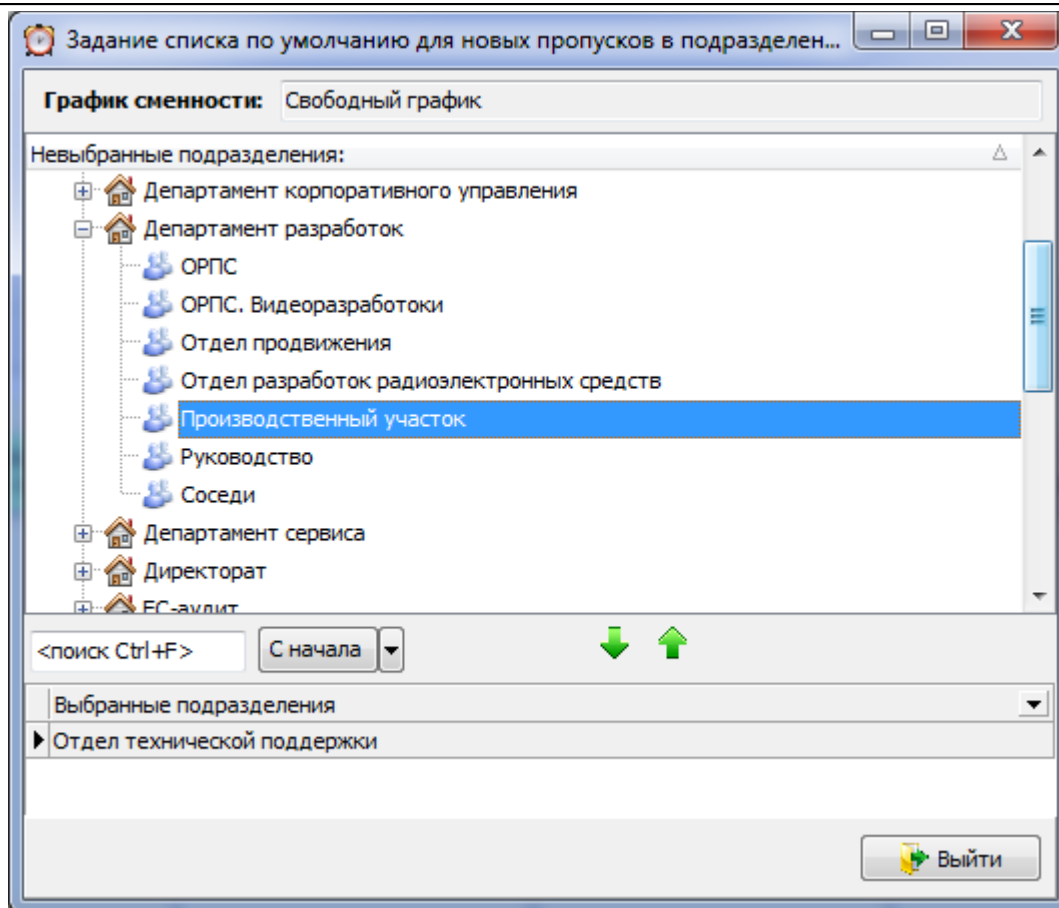 Задание списка по умолчанию для новых пропусков в подразделен...
График сменности: Свободный график
Невыбранные подразделения:
Департамент корпоративного управления
Департамент разработок
ОРПС
ОРПС. Видеоразработоки
Отдел продвижения
Отдел разработок радиоэлектронных средств
Производственный участок
Руководство
Соседи
Департамент сервиса
Директорат
ЕС-аудит
<поиск Ctrl+F> С начала
Выбранные подразделения
Отдел технической поддержки
Выйти